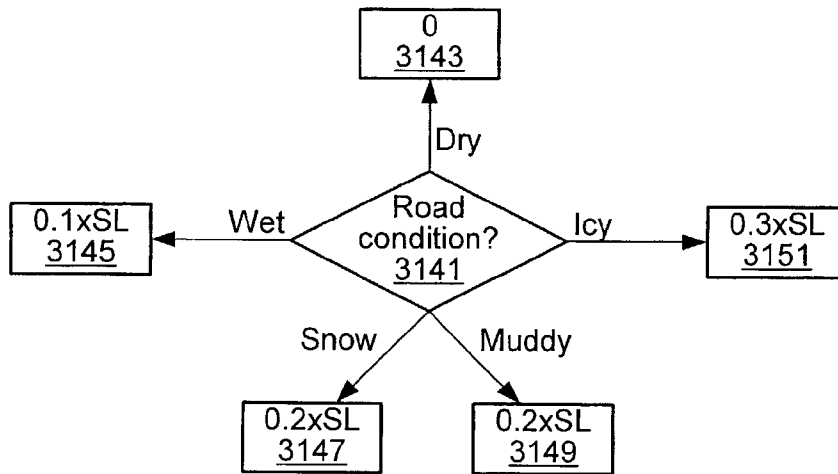 0
3143
Dry
Wet
Road
condition?
3141
Icy
0.1xSL
3145
0.3xSL
3151
Snow
Muddy
0.2xSL
3147
0.2xSL
3149